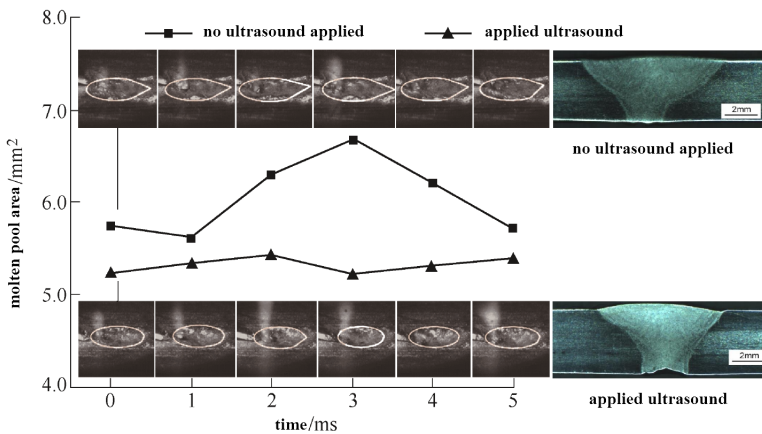 8.0
no ultrasound applied
applied ultrasound
7.0
2mm
no ultrasound applied
6.0
molten pool area/mm²
5.0
2mm
4.0
0 1 2 3 4 5
applied ultrasound
time/ms